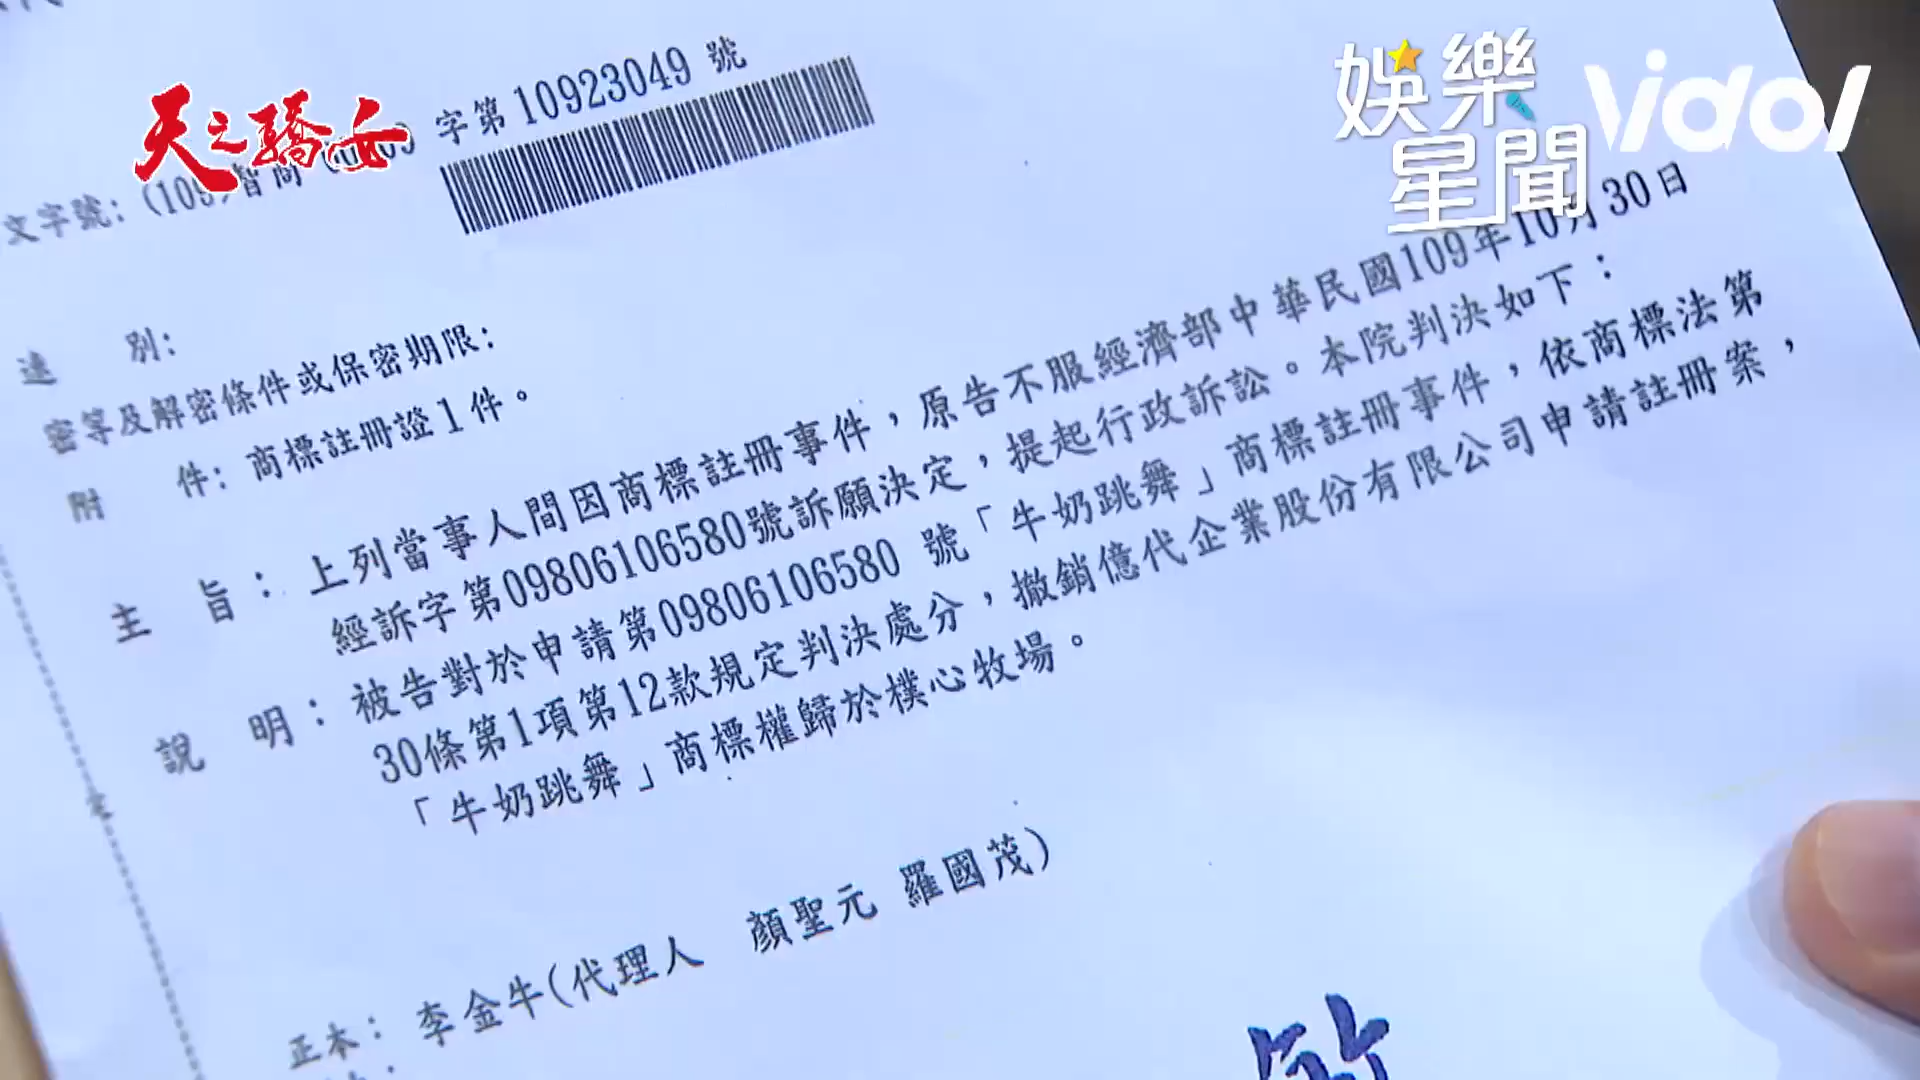 天之驕女
娛樂星聞
Vidol
文字號: (109)智商 字第 10923049 號
速 別:
密等及解密條件或保密期限:
附 件: 商標註冊證1件。
主 旨: 上列當事人間因商標註冊事件，原告不服經濟部中華民國109年10月30日
經訴字第09806106580號訴願決定，提起行政訴訟。本院判決如下：
說 明: 被告對於申請第09806106580 號「牛奶跳舞」商標註冊事件，依商標法第
30條第1項第12款規定判決處分，撤銷億代企業股份有限公司申請註冊案，
「牛奶跳舞」商標權歸於樸心牧場。
正本: 李金牛(代理人 顏聖元 羅國茂)